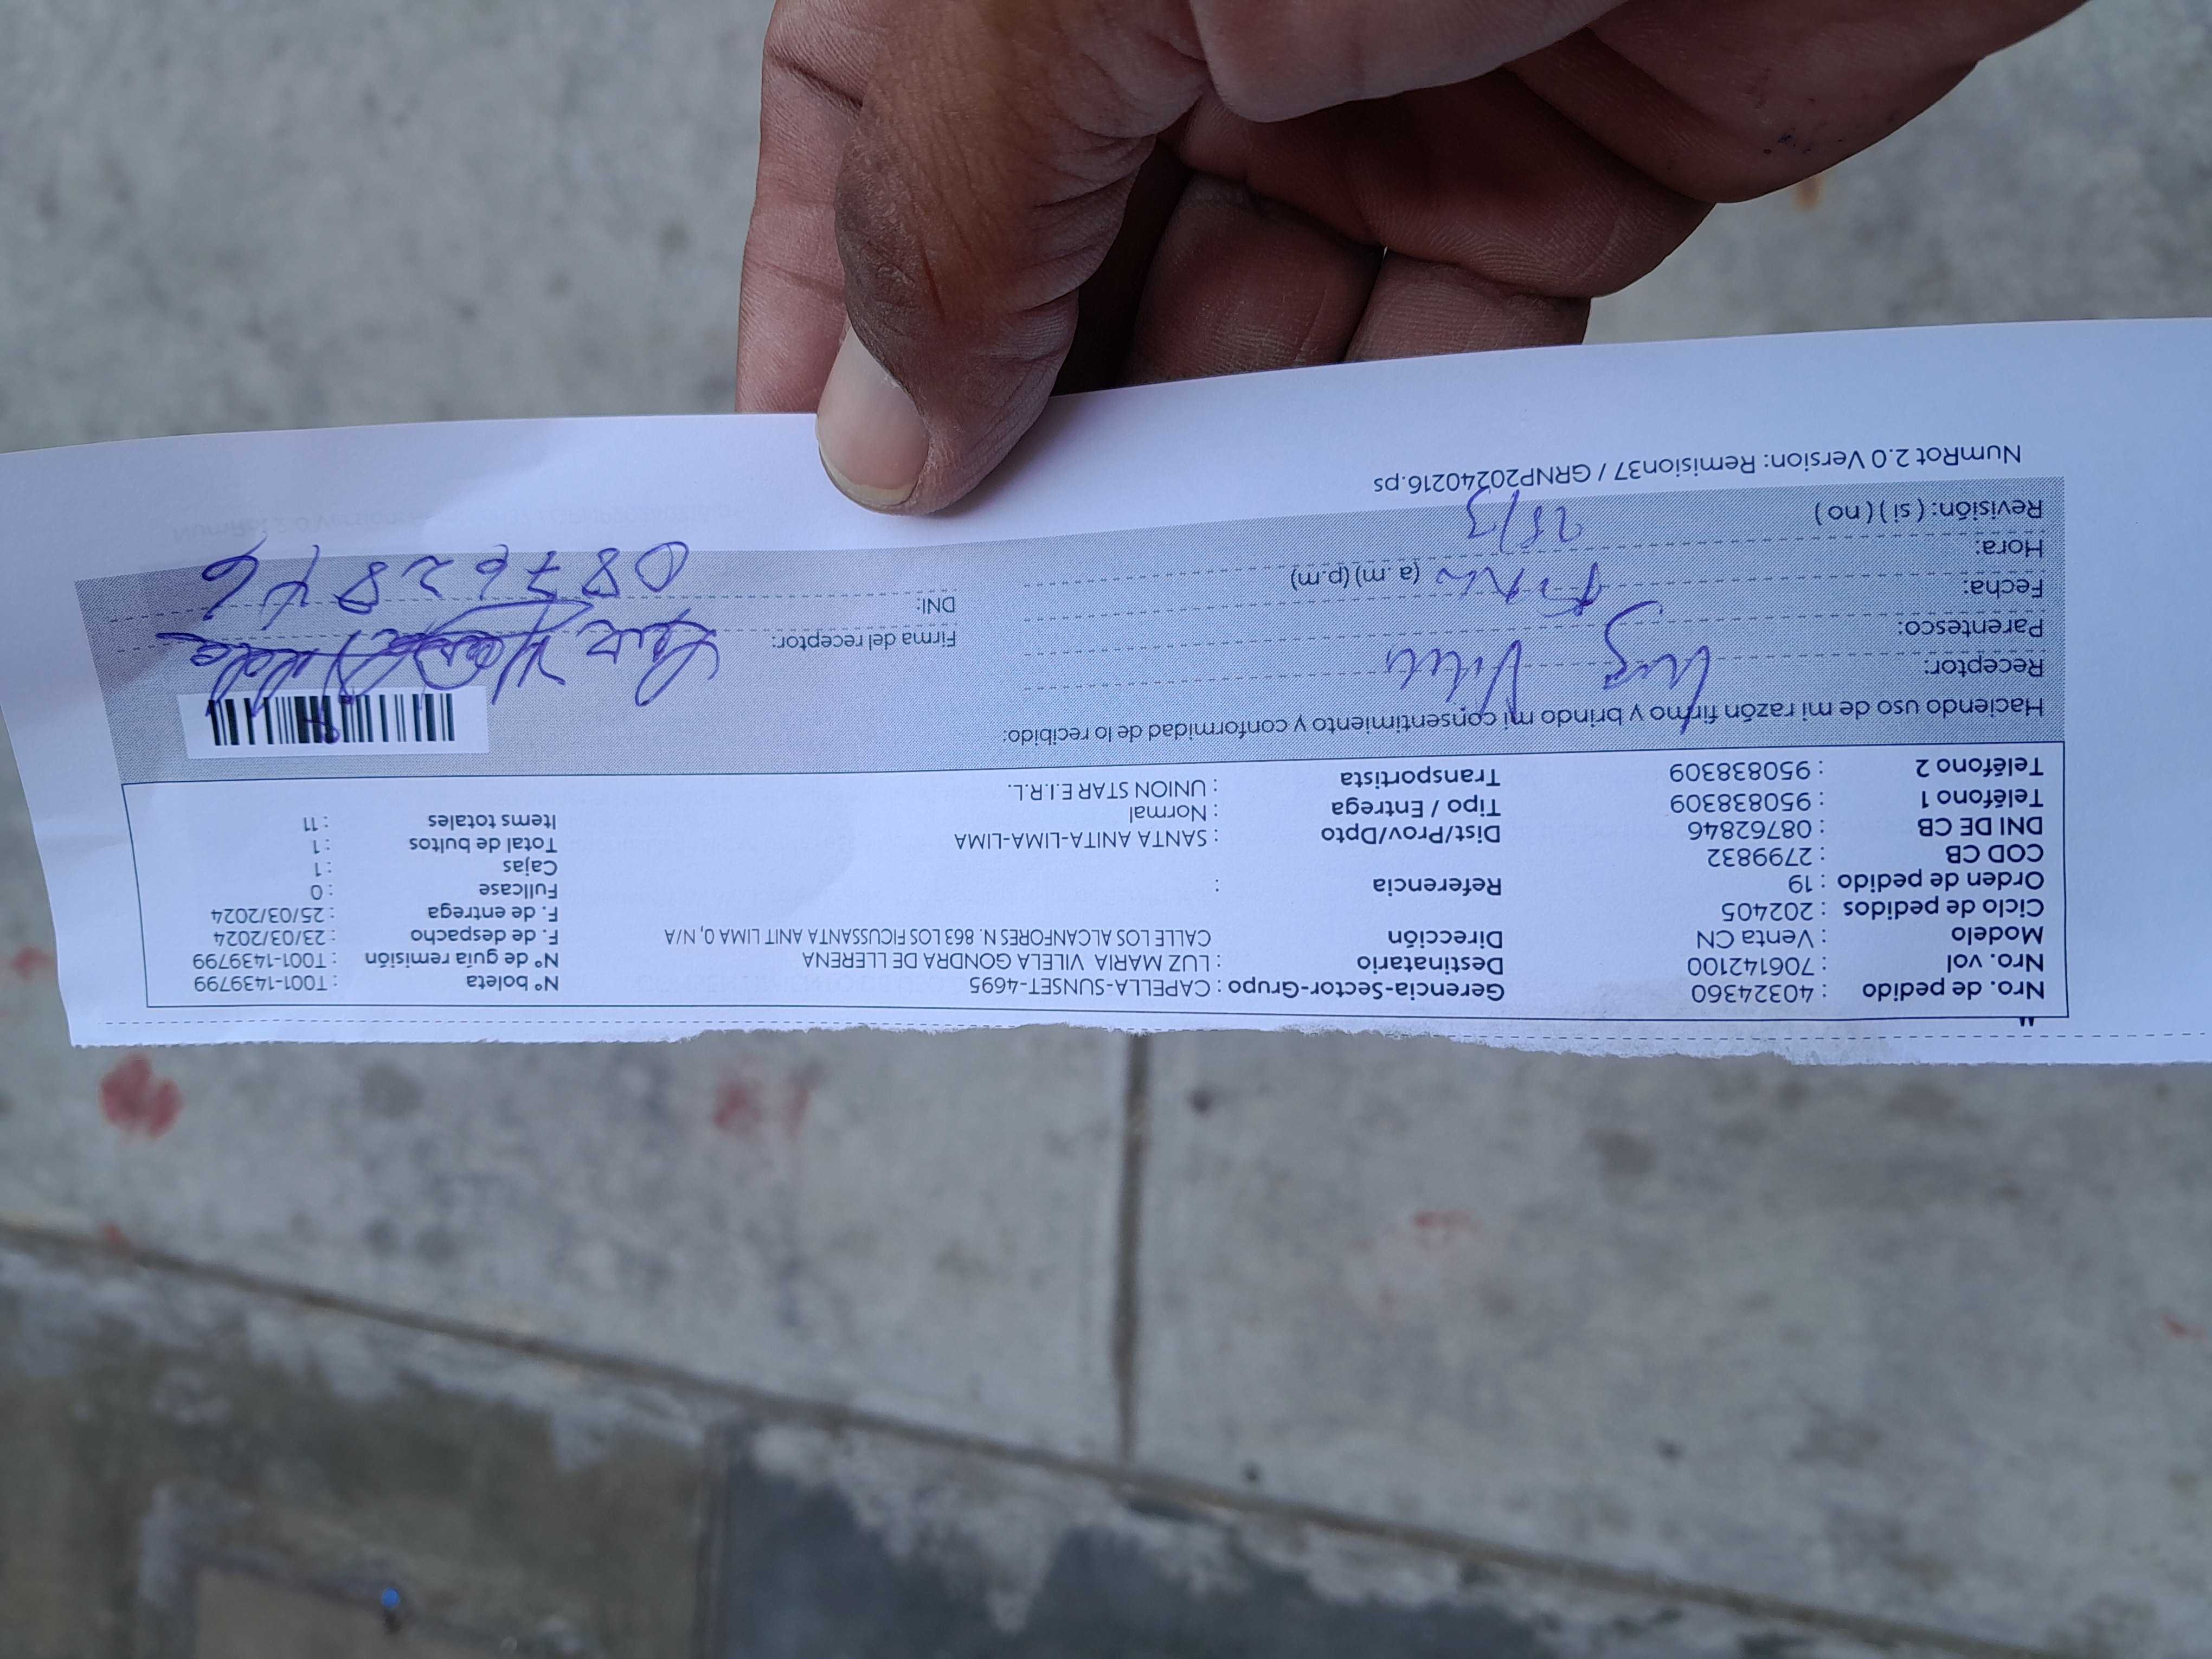 Nro. de pedido : 40324360 Gerencia-Sector-Grupo : CAPELLA-SUNSET-4695 N° boleta : T001-1439799
Nro. vol : 706142100 Destinatario : LUZ MARIA VILELA GONDRA DE LLERENA N° de guía remisión : T001-1439799
Modelo : Venta CN Dirección CALLE LOS ALCANFORES N. 863 LOS FICUSSANTA ANIT LIMA 0, N/A F. de despacho : 23/03/2024
Ciclo de pedidos : 202405 F. de entrega : 25/03/2024
Orden de pedido : 19 Referencia : Fullcase : 0
COD CB : 2799832 Cajas : 1
DNI DE CB : 08762846 Dist/Prov/Dpto : SANTA ANITA-LIMA-LIMA Total de bultos : 1
Teléfono 1 : 950838309 Tipo / Entrega : Normal Items totales : 11
Teléfono 2 : 950838309 Transportista : UNION STAR E.I.R.L.
Haciendo uso de mi razón firmo y brindo mi consentimiento y conformidad de lo recibido:
Receptor: Luz Vilela
Parentesco: Firma del receptor: Luz
Fecha: DNI: 08762846
Hora: (a.m) (p.m)
Revisión: ( si ) ( no )
NumRot 2.0 Version: Remision37 / GRNP20240216.ps